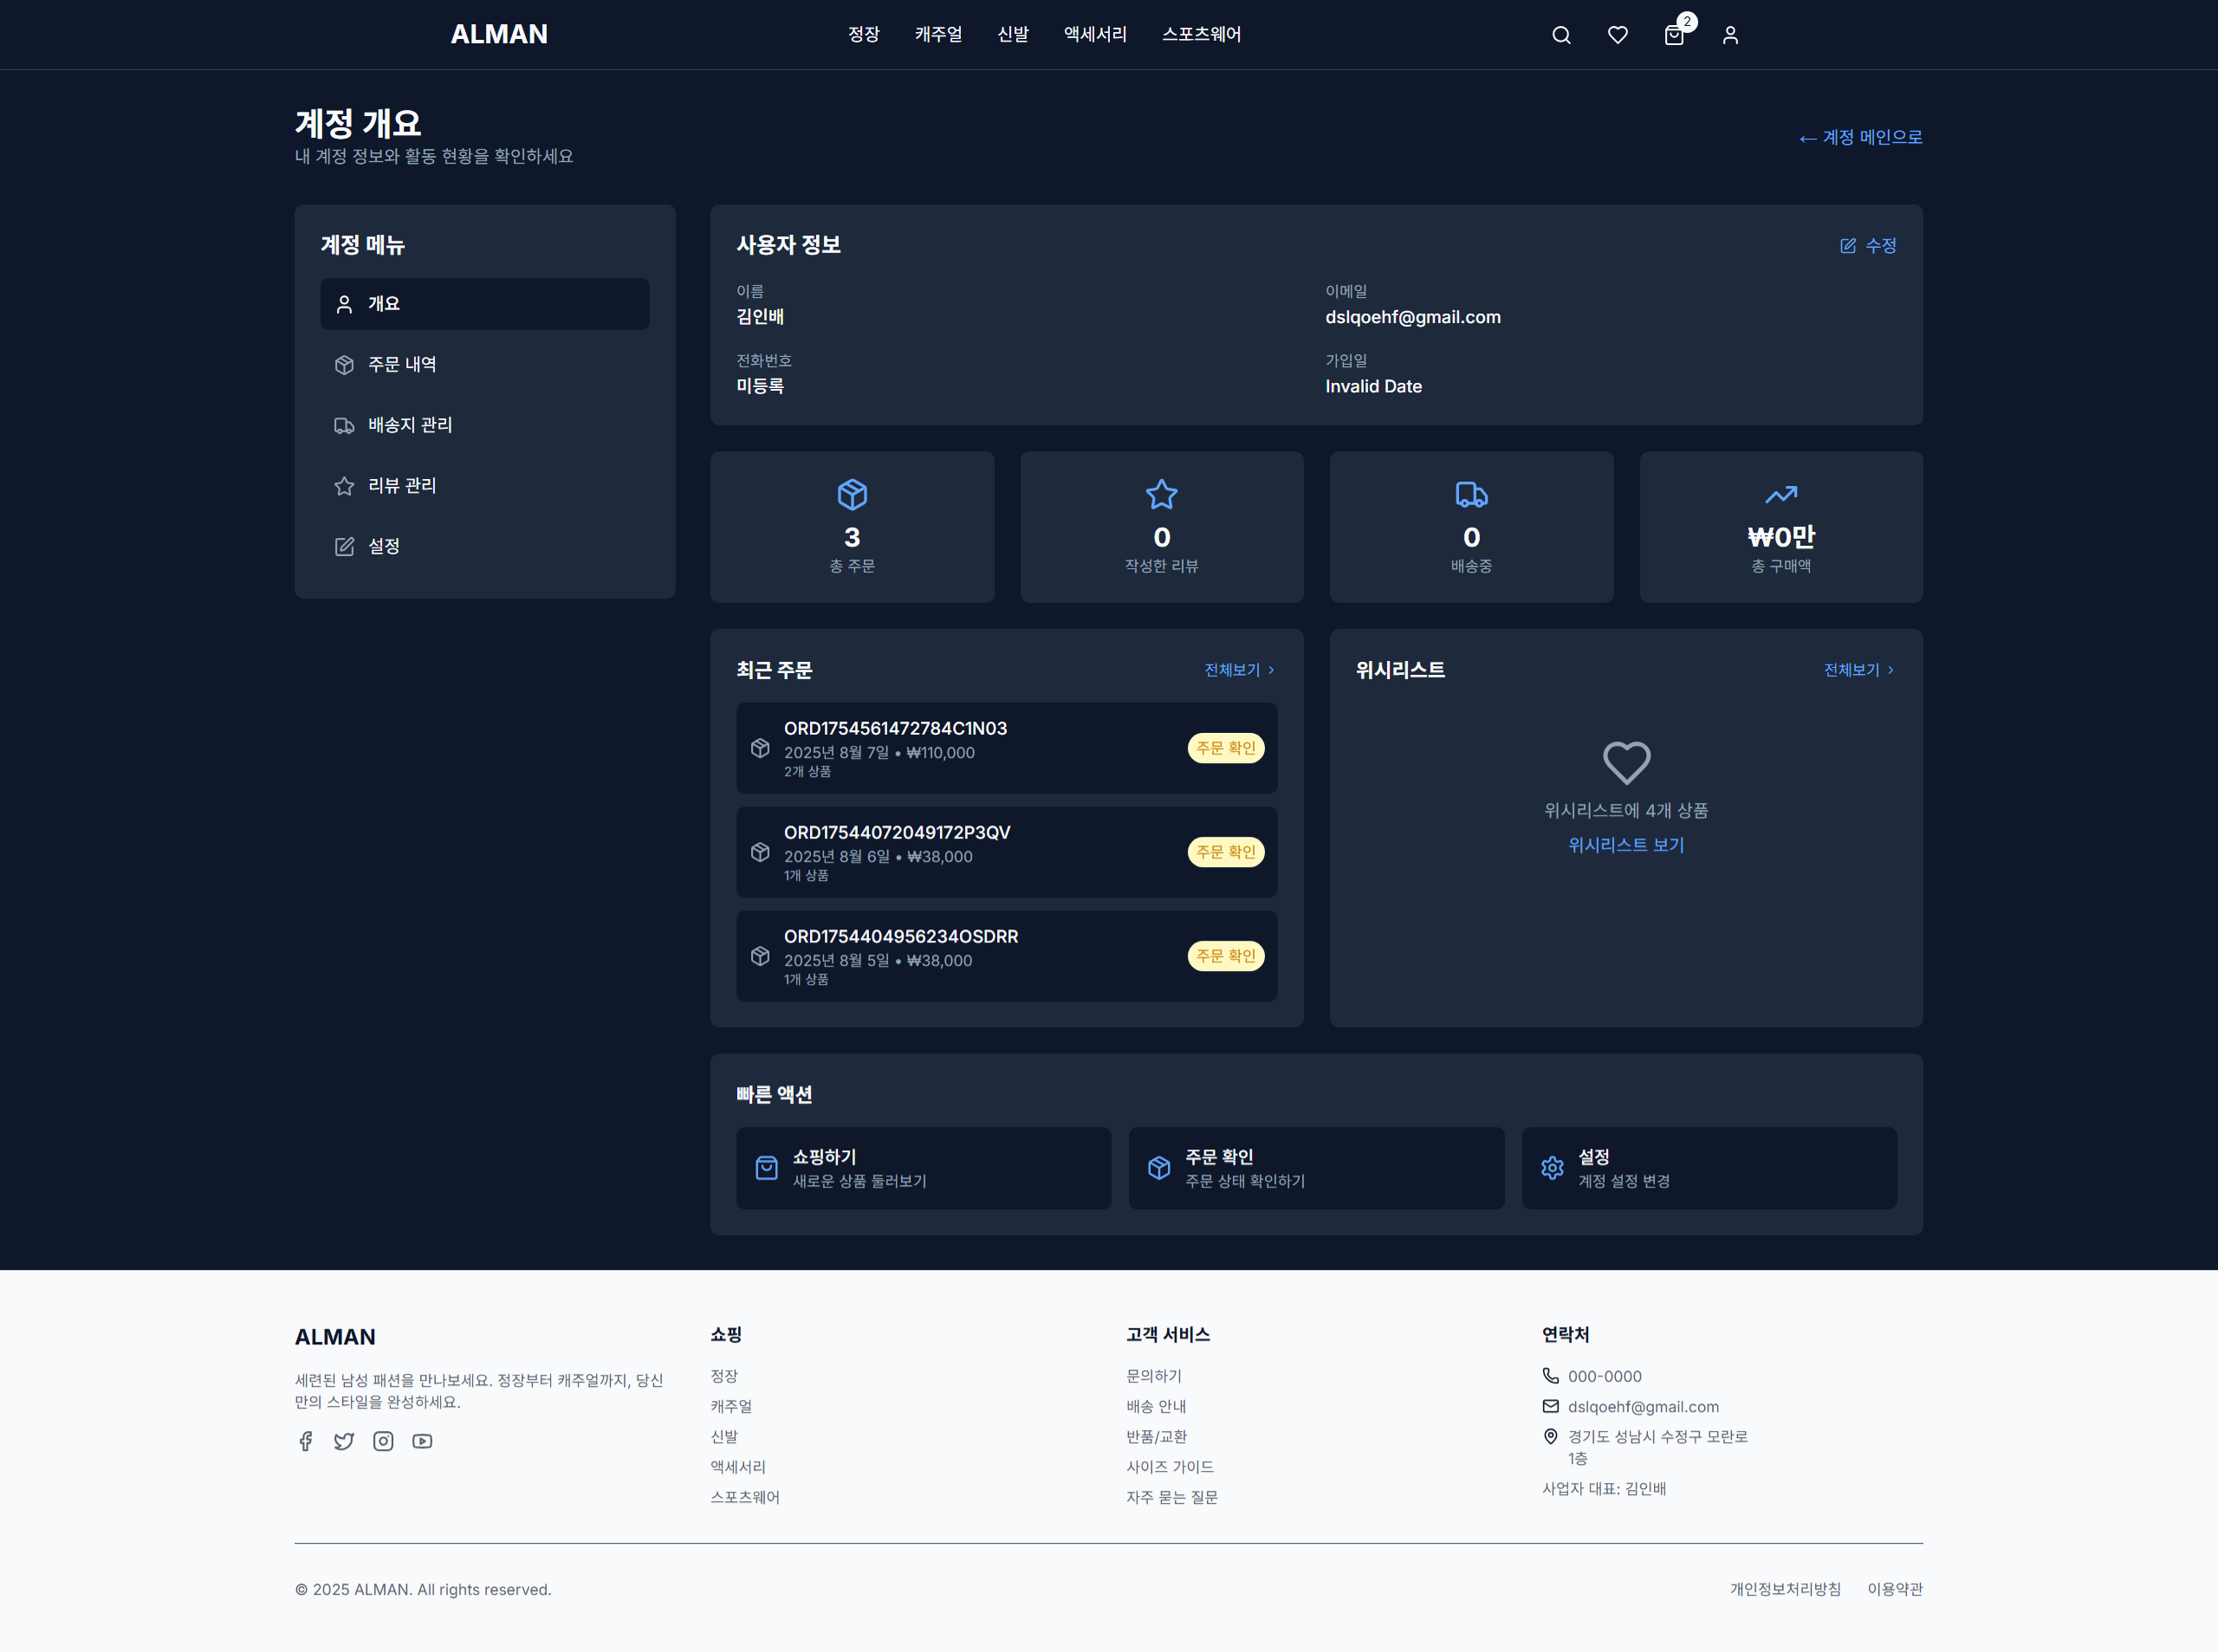 ALMAN
정장
캐주얼
신발
액세서리
스포츠웨어
2
계정 개요
내 계정 정보와 활동 현황을 확인하세요
← 계정 메인으로
계정 메뉴
개요
주문 내역
배송지 관리
리뷰 관리
설정
사용자 정보
수정
이름
김인배
이메일
dslqoehf@gmail.com
전화번호
미등록
가입일
Invalid Date
3
총 주문
0
작성한 리뷰
0
배송중
₩0만
총 구매액
최근 주문
전체보기
ORD1754561472784C1N03
2025년 8월 7일 • ₩110,000
2개 상품
주문 확인
ORD17544072049172P3QV
2025년 8월 6일 • ₩38,000
1개 상품
주문 확인
ORD1754404956234OSDRR
2025년 8월 5일 • ₩38,000
1개 상품
주문 확인
위시리스트
전체보기
위시리스트에 4개 상품
위시리스트 보기
빠른 액션
쇼핑하기
새로운 상품 둘러보기
주문 확인
주문 상태 확인하기
설정
계정 설정 변경
ALMAN
세련된 남성 패션을 만나보세요. 정장부터 캐주얼까지, 당신
만의 스타일을 완성하세요.
쇼핑
정장
캐주얼
신발
액세서리
스포츠웨어
고객 서비스
문의하기
배송 안내
반품/교환
사이즈 가이드
자주 묻는 질문
연락처
000-0000
dslqoehf@gmail.com
경기도 성남시 수정구 모란로
1층
사업자 대표: 김인배
© 2025 ALMAN. All rights reserved.
개인정보처리방침
이용약관